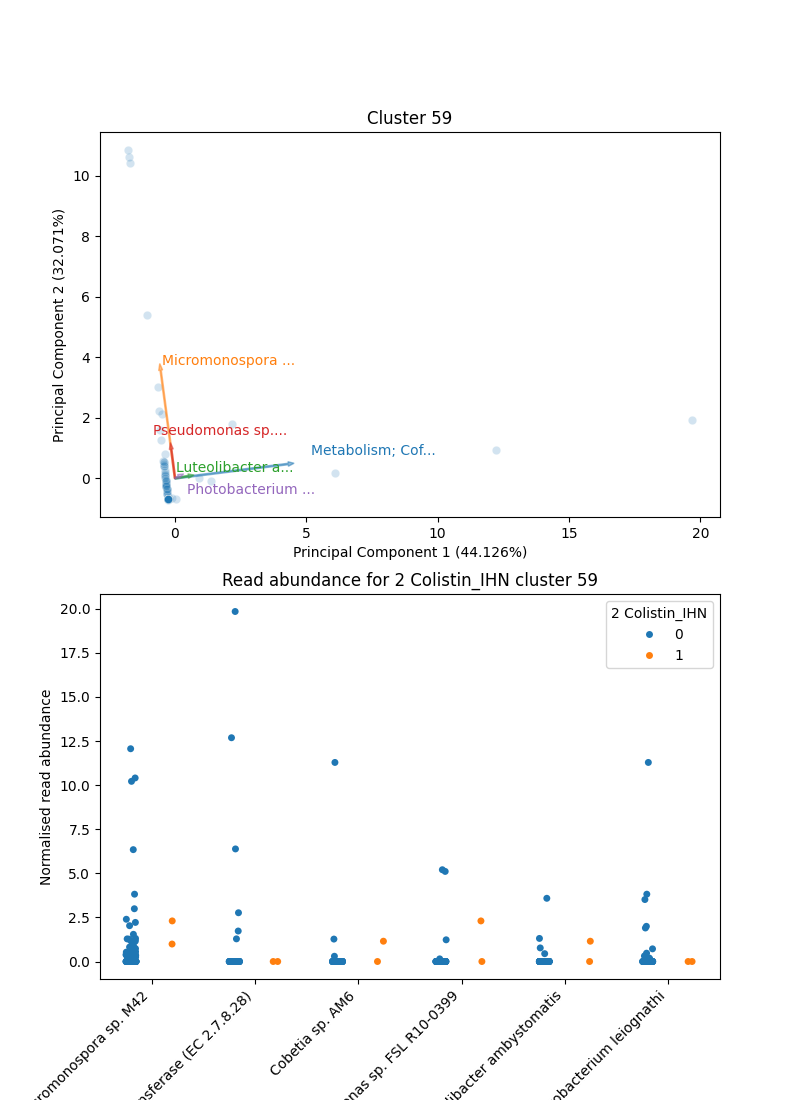 Cluster 59
10
8
6
4
2
0
Principal Component 2 (32.071%)
Micromonospora ...
Pseudomonas sp....
Metabolism; Cof...
Luteolibacter a...
Photobacterium ...
0 5 10 15 20
Principal Component 1 (44.126%)
Read abundance for 2 Colistin_IHN cluster 59
20.0
17.5
15.0
12.5
10.0
7.5
5.0
2.5
0.0
Normalised read abundance
2 Colistin_IHN
0
1
cromonospora sp. M42
sferase (EC 2.7.8.28)
Cobetia sp. AM6
nas sp. FSL R10-0399
libacter ambystomatis
obacterium leiognathi